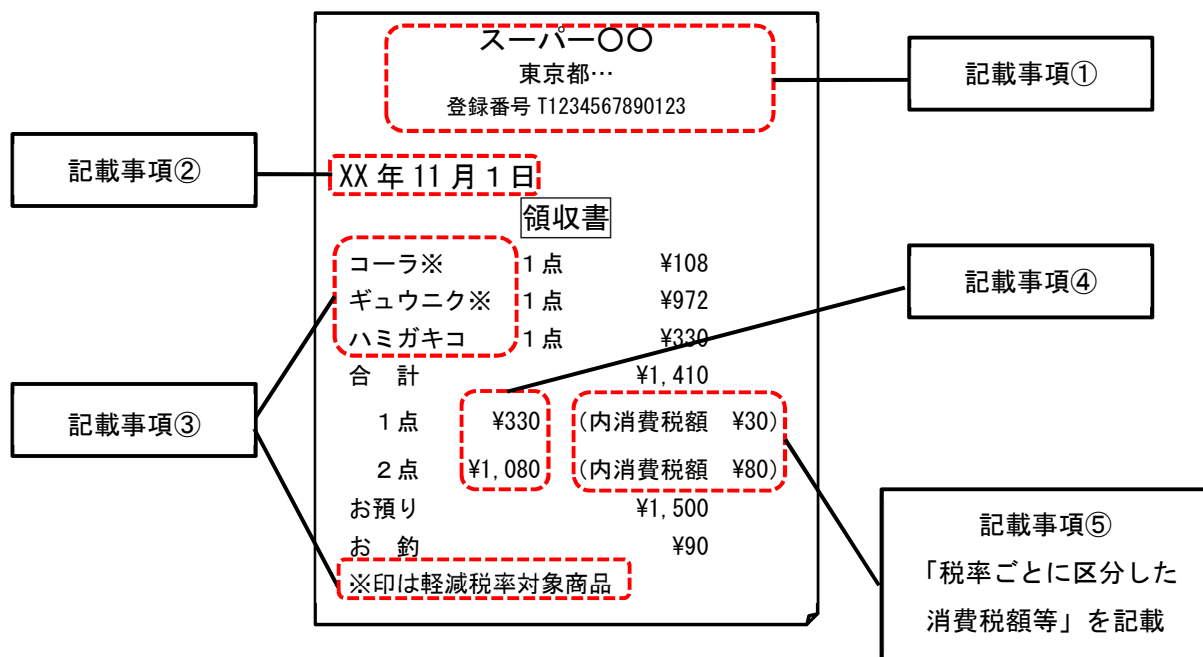 スーパー〇〇
東京都…
登録番号 T1234567890123
記載事項①
記載事項②
XX 年 11 月 1 日
領収書
コーラ※ 1点 ¥108
ギュウニク※ 1点 ¥972
ハミガキコ 1点 ¥330
合 計 ¥1,410
1点 ¥330 (内消費税額 ¥30)
2点 ¥1,080 (内消費税額 ¥80)
お預り ¥1,500
お 釣 ¥90
※印は軽減税率対象商品
記載事項③
記載事項④
記載事項⑤
「税率ごとに区分した
消費税額等」を記載